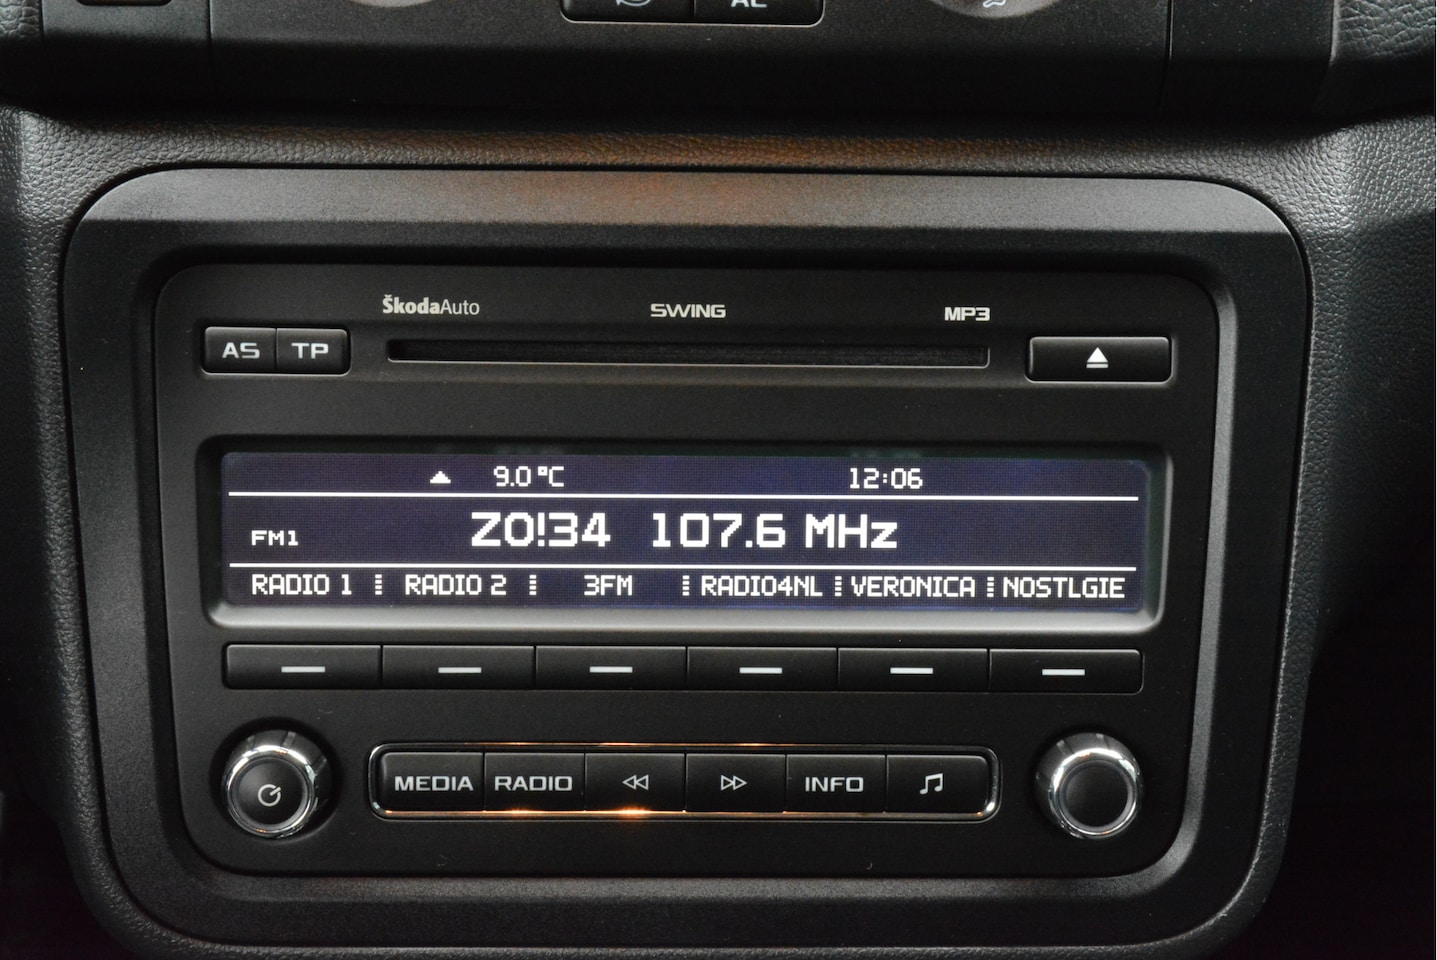 ŠkodaAuto SWING MP3
AS TP
9.0 °C 12:06
FM1 ZO!34 107.6 MHz
RADIO 1 RADIO 2 3FM RADIO4NL VERONICA NOSTLGIE
MEDIA RADIO INFO